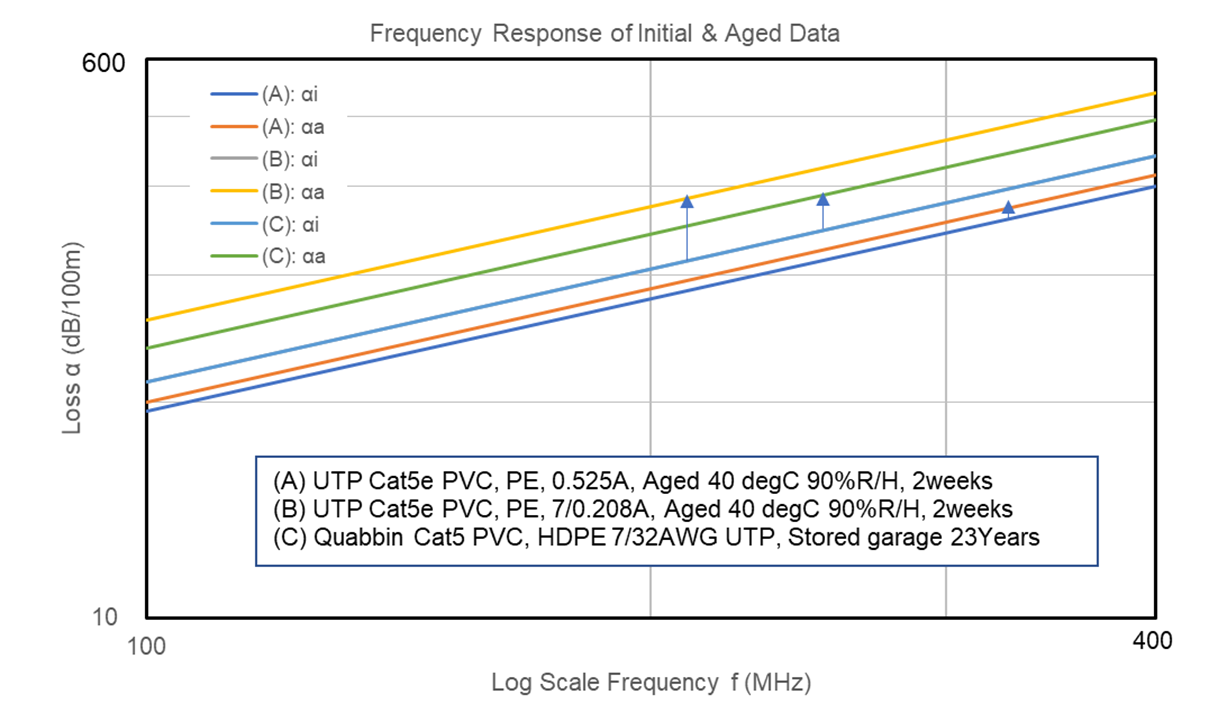 Frequency Response of Initial & Aged Data
600
(A): αi
(A): αa
(B): αi
(B): αa
(C): αi
(C): αa
Loss α (dB/100m)
(A) UTP Cat5e PVC, PE, 0.525A, Aged 40 degC 90%R/H, 2weeks
(B) UTP Cat5e PVC, PE, 7/0.208A, Aged 40 degC 90%R/H, 2weeks
(C) Quabbin Cat5 PVC, HDPE 7/32AWG UTP, Stored garage 23Years
10
100
400
Log Scale Frequency f (MHz)